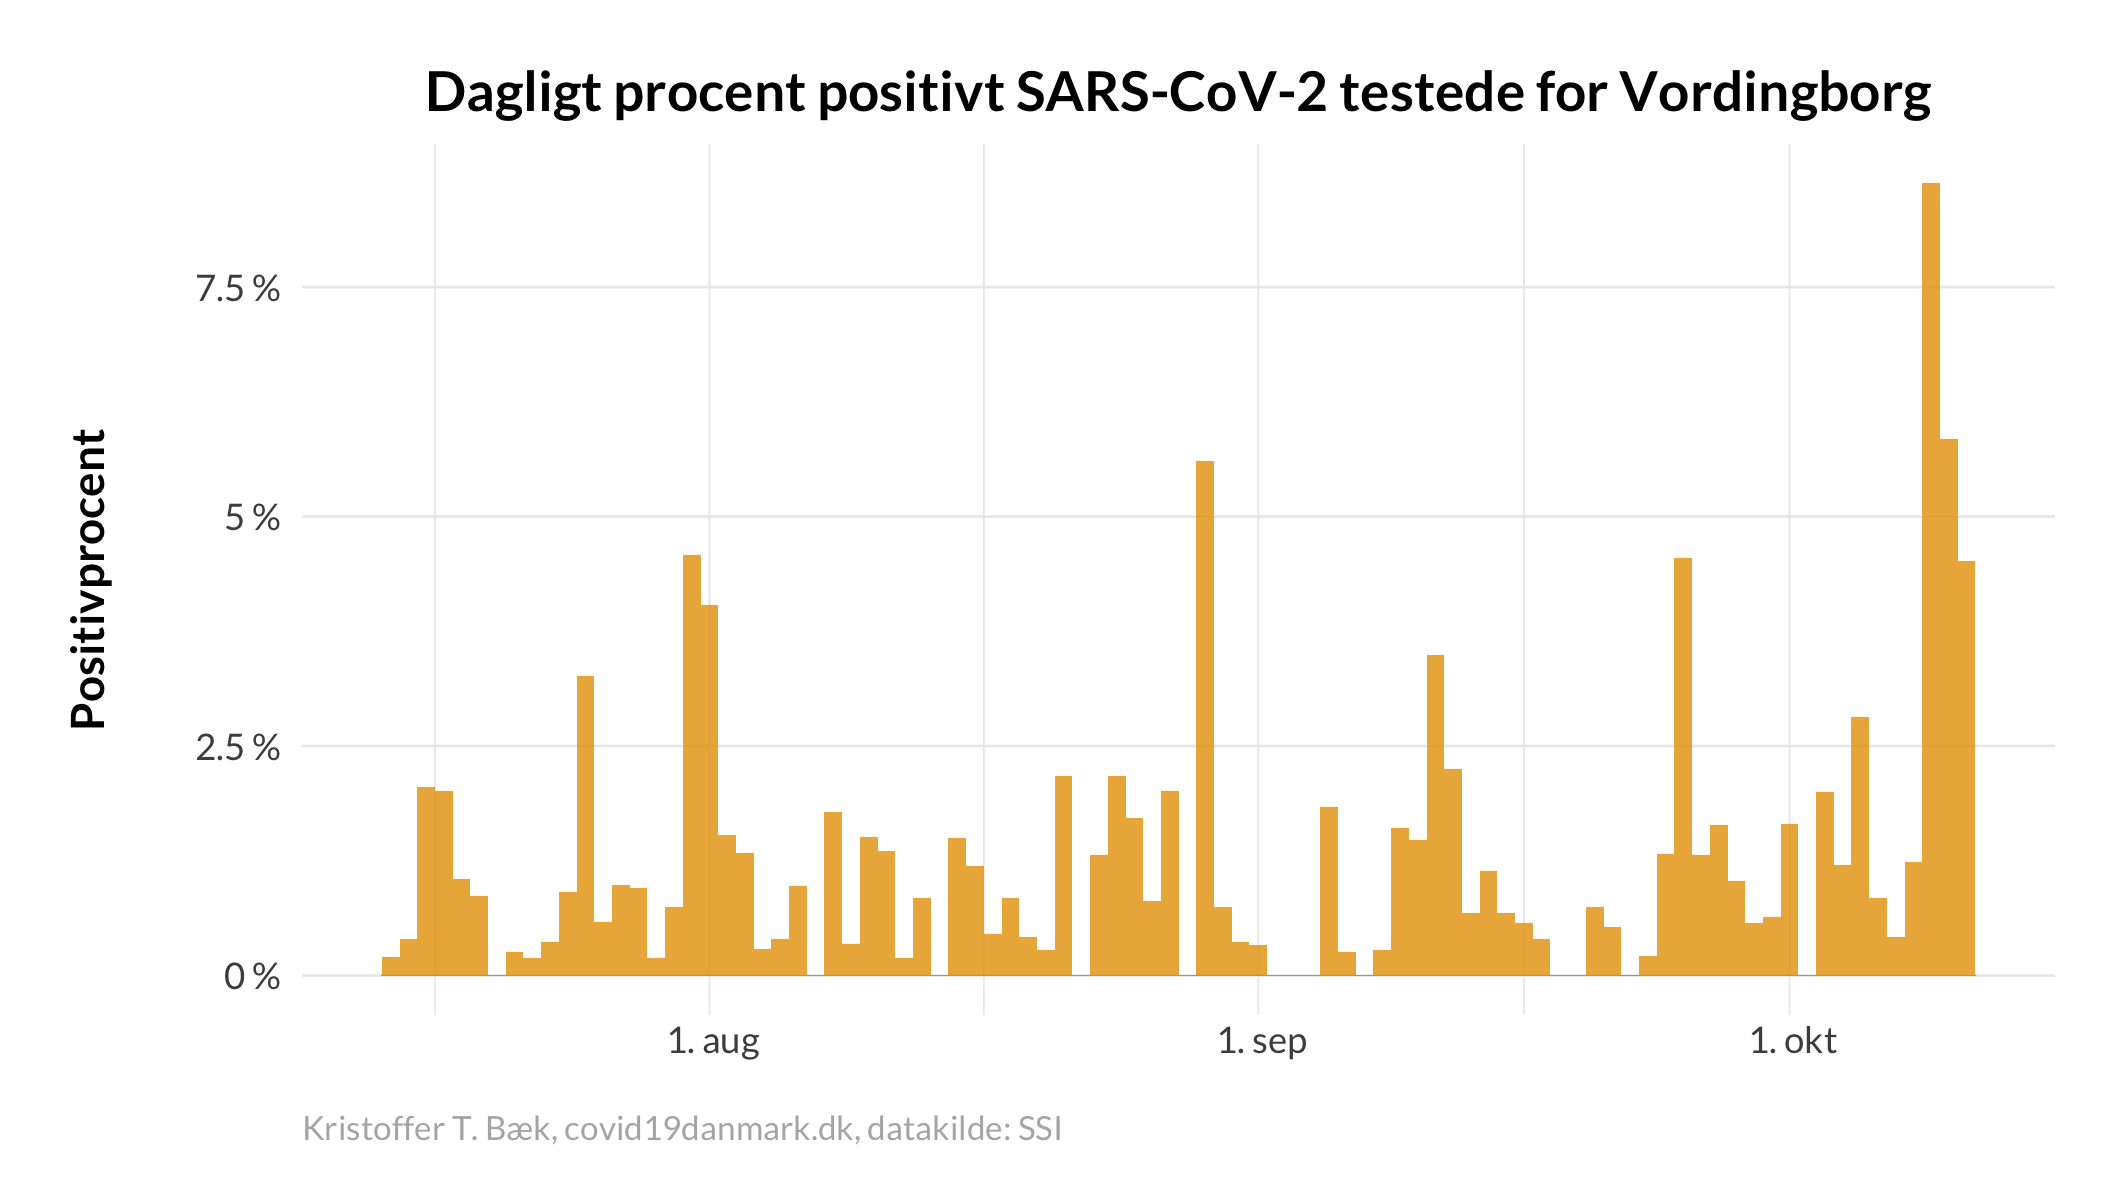 Dagligt procent positivt SARS-CoV-2 testede for Vordingborg
Positivprocent
7.5 %
5 %
2.5 %
0 %
1. aug
1. sep
1. okt
Kristoffer T. Bæk, covid19danmark.dk, datakilde: SSI